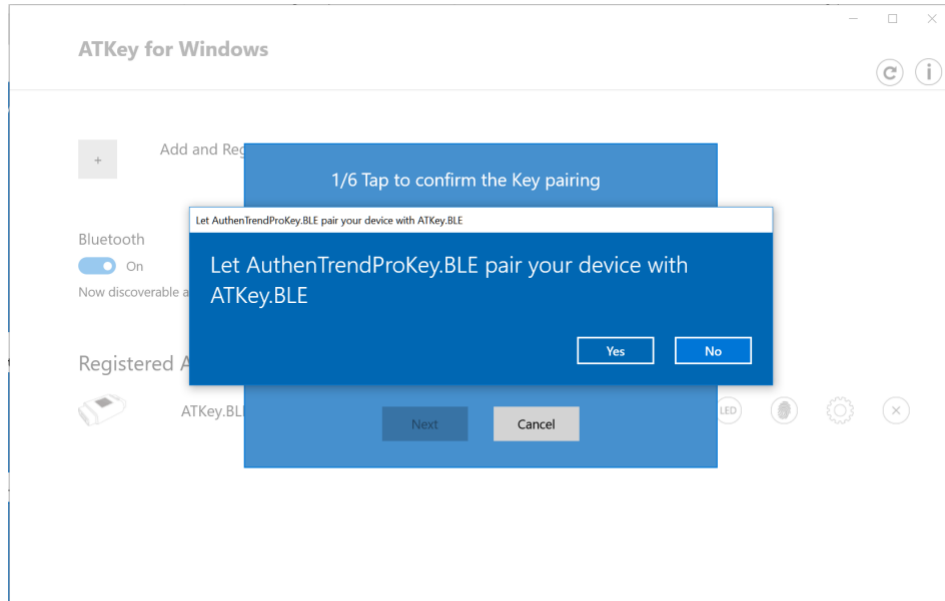 ATKey for Windows
+
Add and Reg
1/6 Tap to confirm the Key pairing
Let AuthenTrendProKey.BLE pair your device with ATKey.BLE
Let AuthenTrendProKey.BLE pair your device with
ATKey.BLE
Yes
No
Bluetooth
On
Now discoverable a
Registered A
ATKey.BL
Next
Cancel
LED